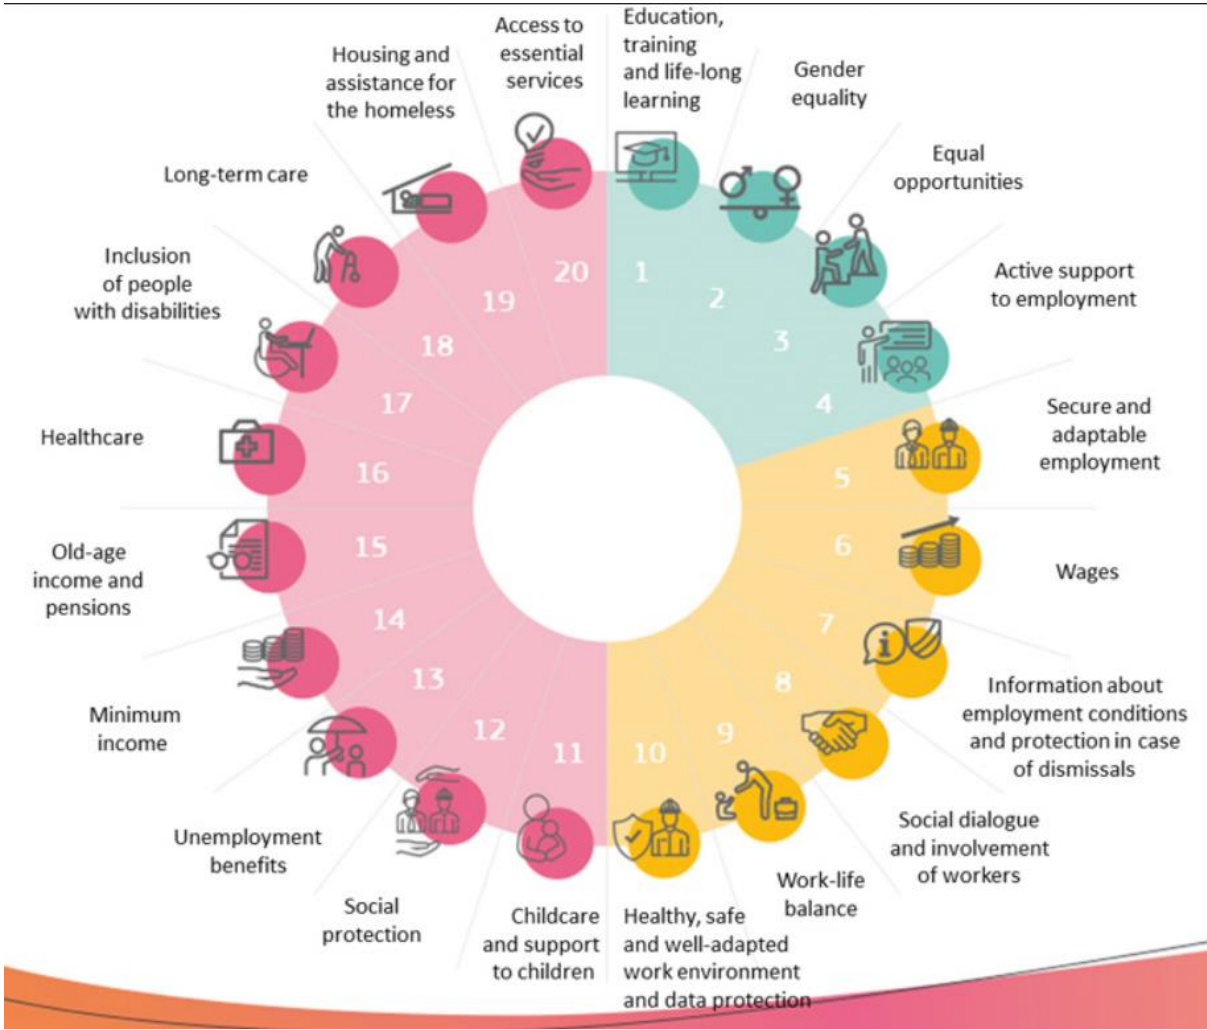 Education,
training
and life-long
learning
Gender
equality
Equal
opportunities
Active support
to employment
Secure and
adaptable
employment
Wages
Information about
employment conditions
and protection in case
of dismissals
Social dialogue
and involvement
of workers
Work-life
balance
Healthy, safe
and well-adapted
work environment
and data protection
Childcare
and support
to children
Social
protection
Unemployment
benefits
Minimum
income
Old-age
income and
pensions
Healthcare
Inclusion
of people
with disabilities
Long-term care
Housing and
assistance for
the homeless
Access to
essential
services
1
2
3
4
5
6
7
8
9
10
11
12
13
14
15
16
17
18
19
20
i